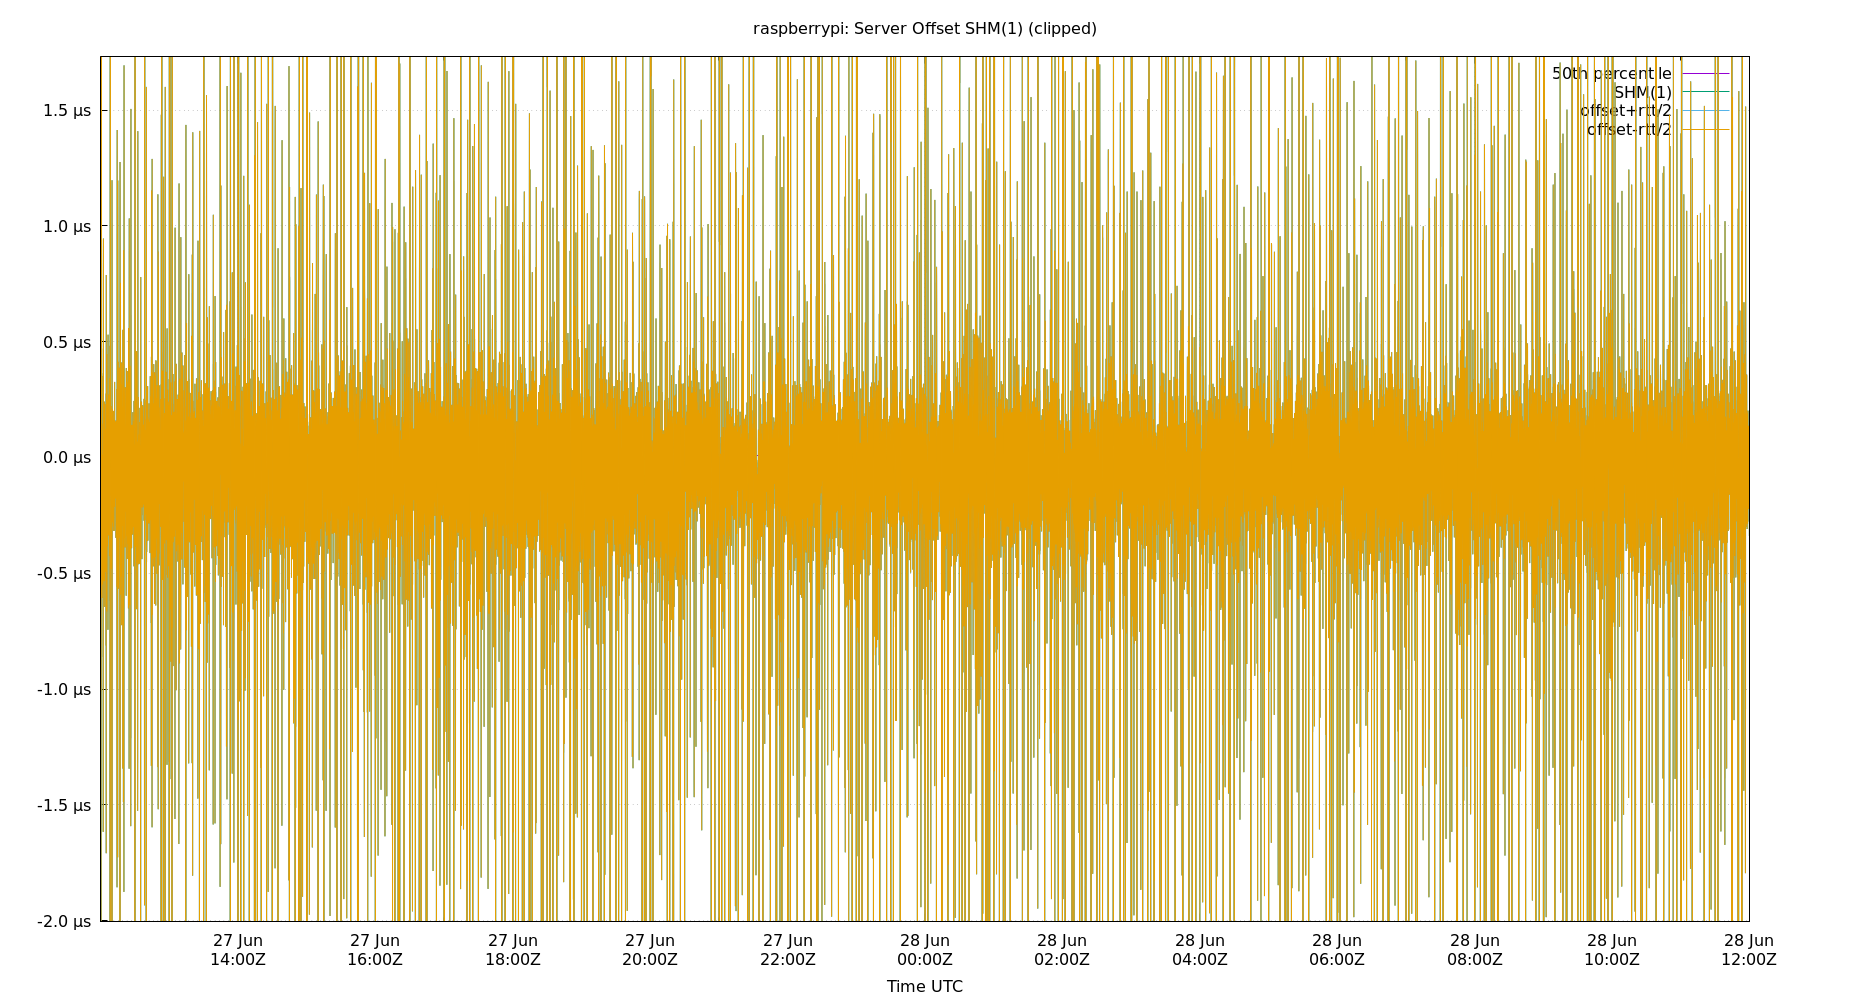 raspberrypi: Server Offset SHM(1) (clipped)
50th percentile
SHM(1)
offset+rtt/2
offset-rtt/2
1.5 µs
1.0 µs
0.5 µs
0.0 µs
-0.5 µs
-1.0 µs
-1.5 µs
-2.0 µs
27 Jun 27 Jun 27 Jun 27 Jun 27 Jun 28 Jun 28 Jun 28 Jun 28 Jun 28 Jun 28 Jun 28 Jun
14:00Z 16:00Z 18:00Z 20:00Z 22:00Z 00:00Z 02:00Z 04:00Z 06:00Z 08:00Z 10:00Z 12:00Z
Time UTC